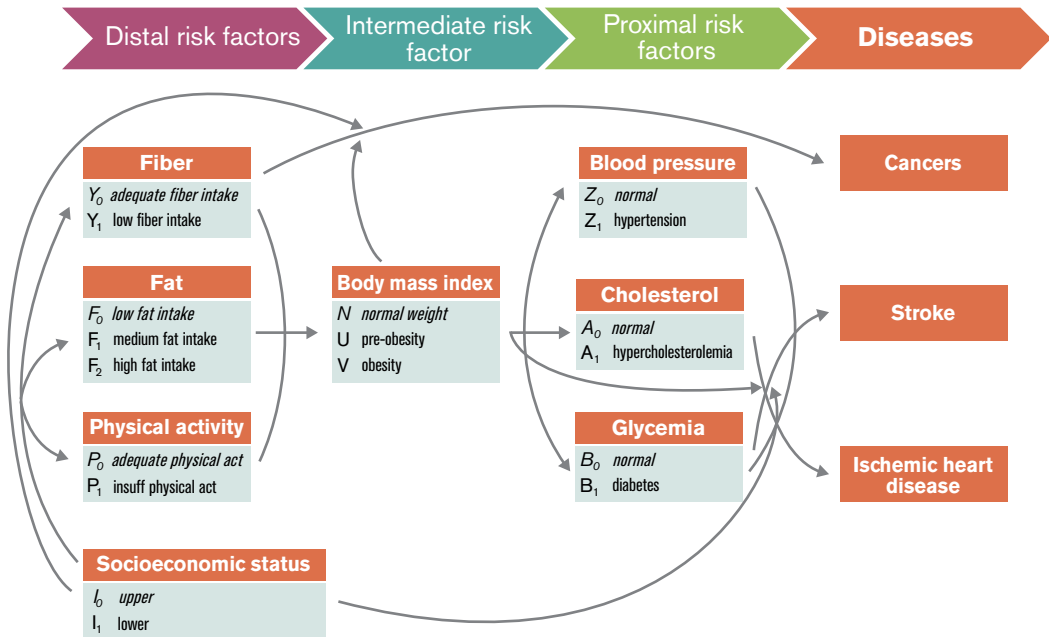 Distal risk factors
Intermediate risk
factor
Proximal risk
factors
Diseases
Fiber
Y0 adequate fiber intake
Y1 low fiber intake
Fat
F0 low fat intake
F1 medium fat intake
F2 high fat intake
Physical activity
P0 adequate physical act
P1 insuff physical act
Socioeconomic status
I0 upper
I1 lower
Body mass index
N normal weight
U pre-obesity
V obesity
Blood pressure
Z0 normal
Z1 hypertension
Cholesterol
A0 normal
A1 hypercholesterolemia
Glycemia
B0 normal
B1 diabetes
Cancers
Stroke
Ischemic heart
disease